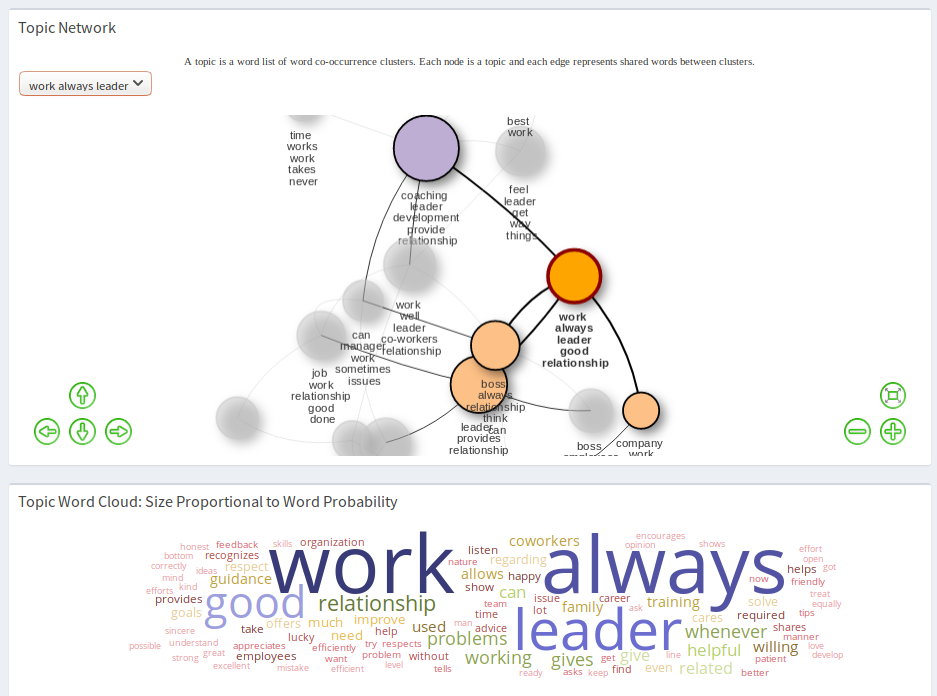 Topic Network
A topic is a word list of word co-occurrence clusters. Each node is a topic and each edge represents shared words between clusters.
work always leader
time
works
work
takes
never
best
work
coaching
leader
development
provide
relationship
feel
leader
get
way
things
work
well
leader
co-workers
relationship
work
always
leader
good
relationship
can
manager
work
sometimes
issues
job
work
relationship
good
done
boss
always
relationship
think
can
leader
provides
relationship
boss
employees
company
work
Topic Word Cloud: Size Proportional to Word Probability
honest feedback skills organization work listen coworkers encourages opinion shows always effort
bottom recognizes nature regarding open
correctly ideas respect allows happy helps got
mind guidance show now friendly
efforts kind can treat
provides good relationship team issue career family ask training solve equally
goals lot time cares required tips
offers much improve man leader
sincere take lucky need help used advice whenever shares manner
possible understand appreciates efficiently try respects problems helpful willing love
strong great employees want problem without working gives get give line patient develop
excellent mistake efficient level tells ready asks keep find even related better